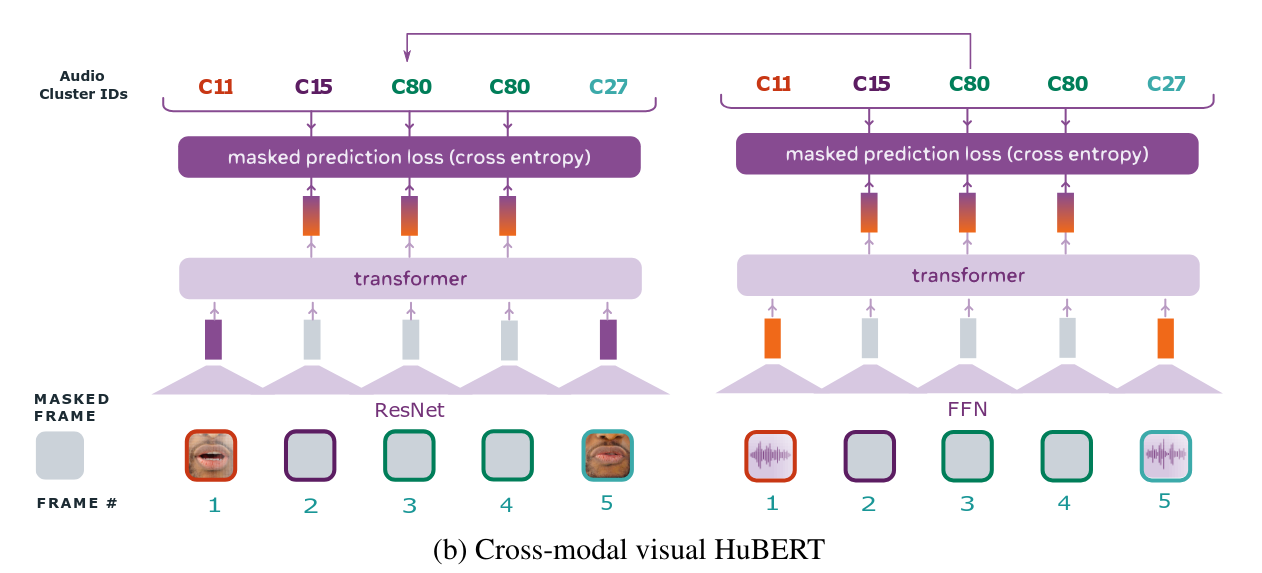 Audio
Cluster IDs
C11 C15 C80 C80 C27
C11 C15 C80 C80 C27
masked prediction loss (cross entropy)
masked prediction loss (cross entropy)
transformer
transformer
MASKED
FRAME
ResNet
FFN
FRAME #
1 2 3 4 5
1 2 3 4 5
(b) Cross-modal visual HuBERT